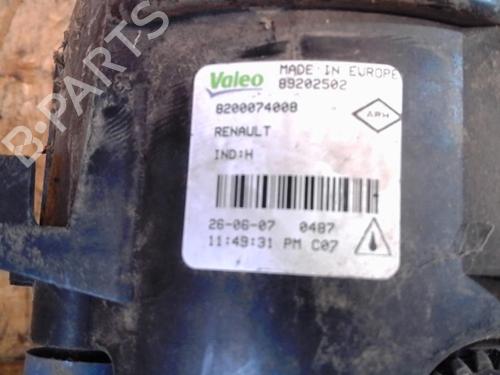 B-PARTS
Valeo
MADE IN EUROPE
89202502
8200074008
APH
RENAULT
IND:H
26-06-07 0487
11:49:31 PM C07